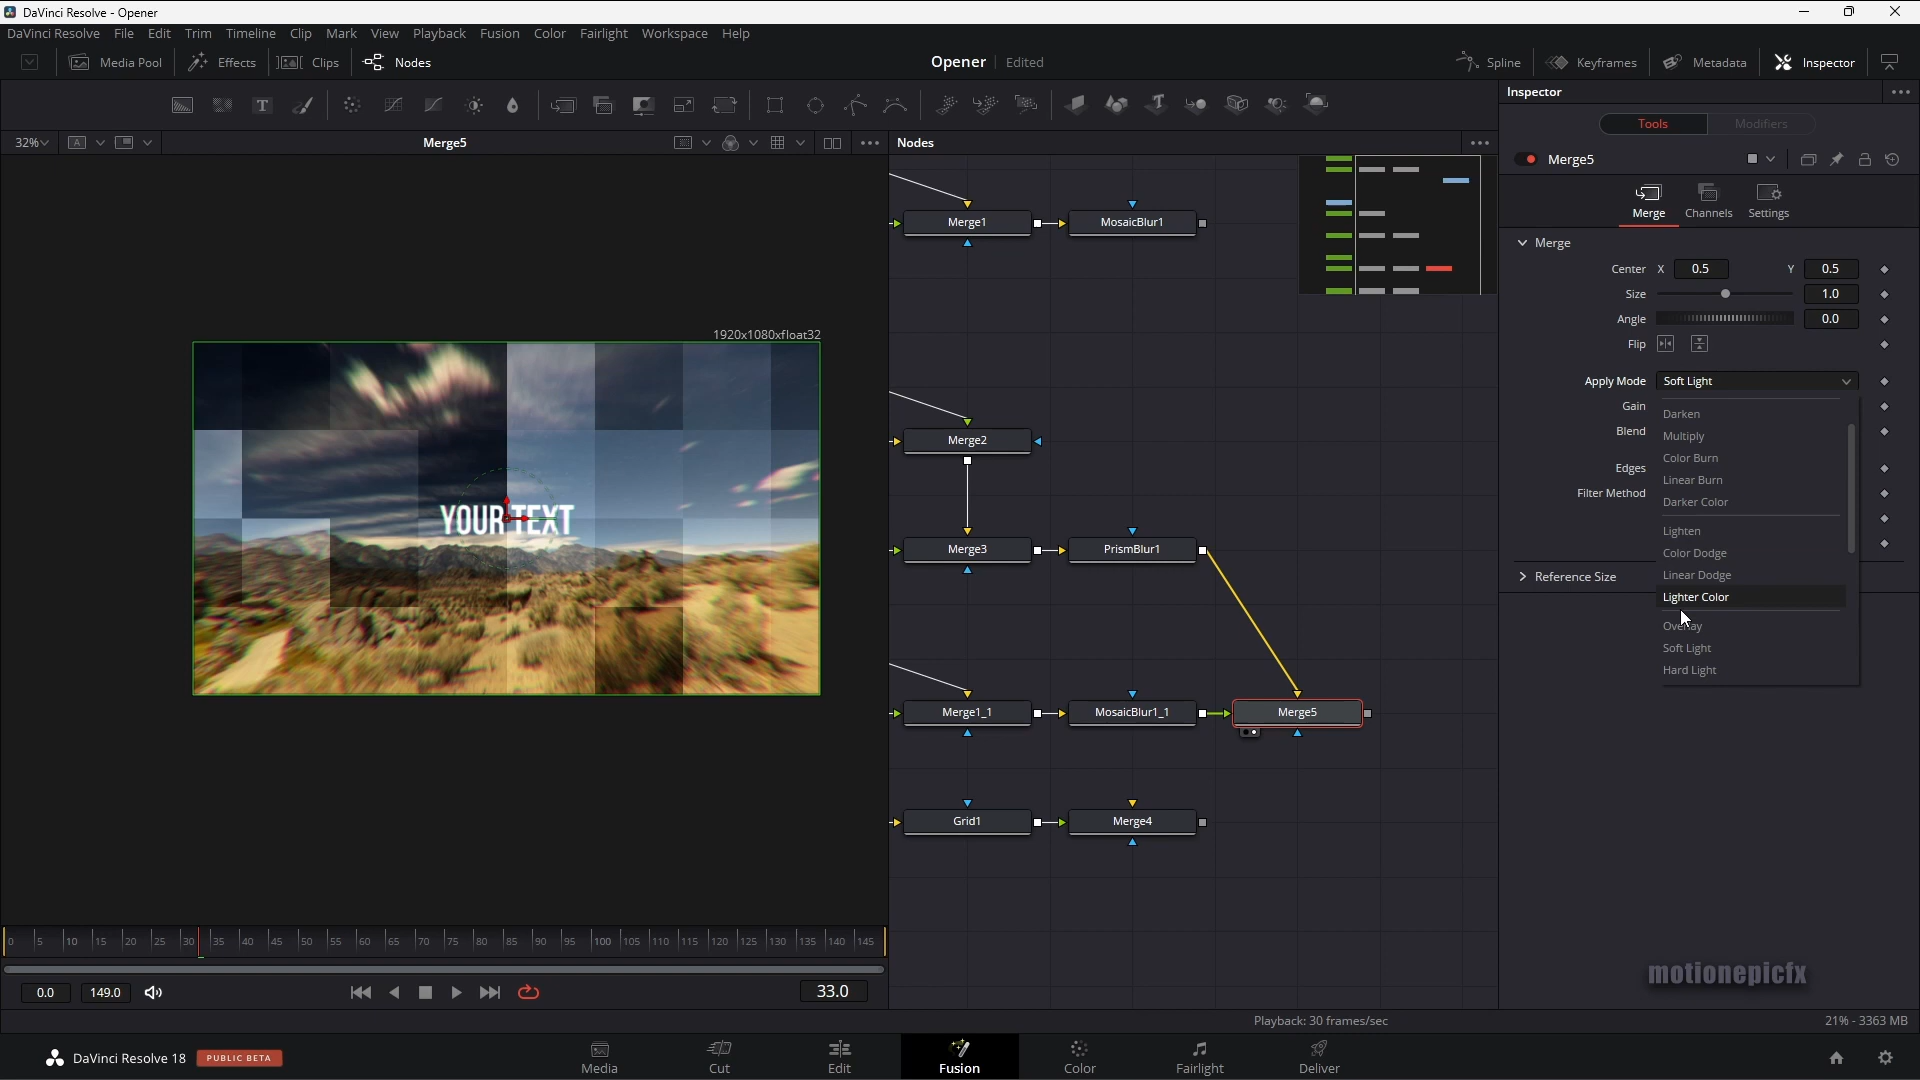 DaVinci Resolve - Opener
DaVinci Resolve File Edit Trim Timeline Clip Mark View Playback Fusion Color Fairlight Workspace Help
Media Pool Effects Clips Nodes Opener Edited Spline Keyframes Metadata Inspector
T T
Inspector
Tools Modifiers
32% A Merge5 Nodes
Merge5
Merge Channels Settings
Merge1 MosaicBlur1
Merge
Center X 0.5 Y 0.5
Size 1.0
Angle 0.0
Flip
1920x1080xfloat32
Apply Mode Soft Light
Gain
Darken
Blend
Multiply
Merge2
Color Burn
Edges
Linear Burn
Filter Method
Darker Color
YOUR TEXT
Lighten
Merge3 PrismBlur1
Color Dodge
Reference Size
Linear Dodge
Lighter Color
Overlay
Soft Light
Hard Light
Merge1_1 MosaicBlur1_1 Merge5
Grid1 Merge4
0 5 10 15 20 25 30 35 40 45 50 55 60 65 70 75 80 85 90 95 100 105 110 115 120 125 130 135 140 145
motionepicfx
0.0 149.0 33.0
Playback: 30 frames/sec 21% - 3363 MB
DaVinci Resolve 18 PUBLIC BETA
Media Cut Edit Fusion Color Fairlight Deliver